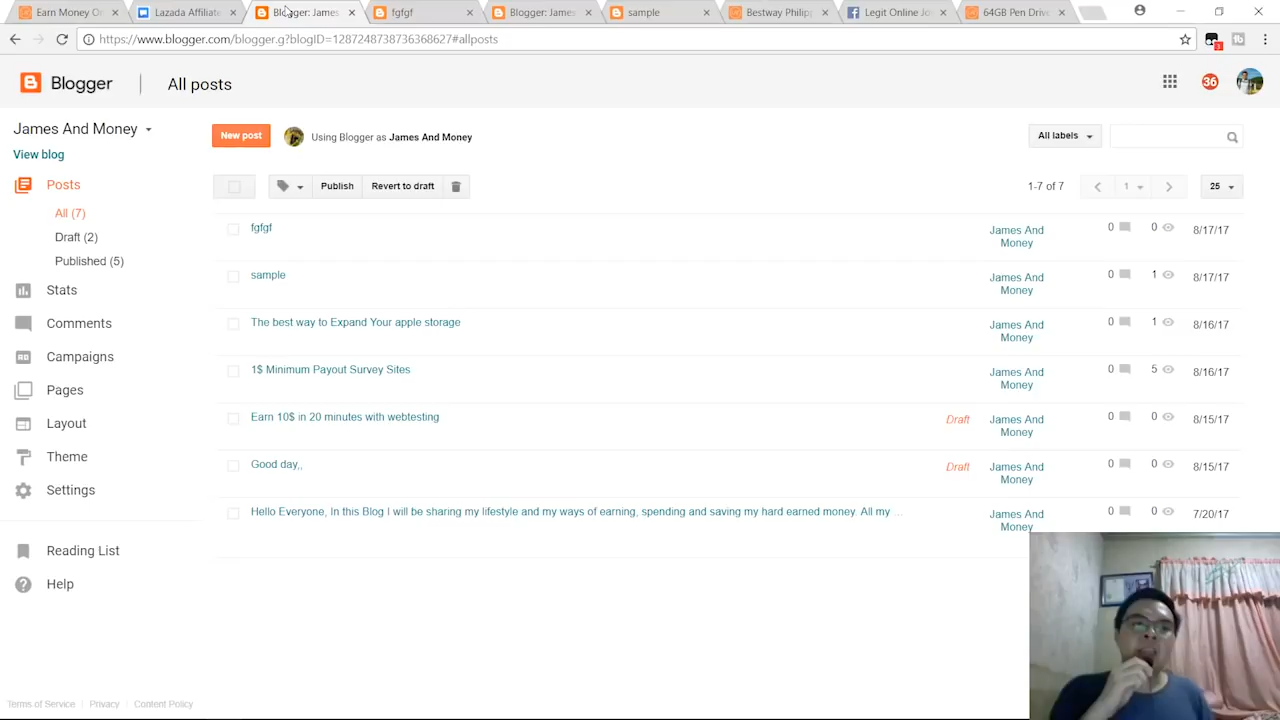 Earn Money On
Lazada Affiliate
Blogger: James
fgfgf
Blogger: James
sample
Bestway Philipp
Legit Online Jo
64GB Pen Driv
https://www.blogger.com/blogger.g?blogID=1287248738736368627#allposts
Blogger
All posts
36
James And Money
View blog
New post
Using Blogger as James And Money
All labels
Posts
All (7)
Draft (2)
Published (5)
Stats
Comments
Campaigns
Pages
Layout
Theme
Settings
Reading List
Help
Publish
Revert to draft
1-7 of 7
1
25
fgfgf
James And Money
0
0
8/17/17
sample
James And Money
0
1
8/17/17
The best way to Expand Your apple storage
James And Money
0
1
8/16/17
1$ Minimum Payout Survey Sites
James And Money
0
5
8/16/17
Earn 10$ in 20 minutes with webtesting
Draft
James And Money
0
0
8/15/17
Good day,,
Draft
James And Money
0
0
8/15/17
Hello Everyone, In this Blog I will be sharing my lifestyle and my ways of earning, spending and saving my hard earned money. All my ...
James And Money
0
0
7/20/17
Terms of Service
Privacy
Content Policy